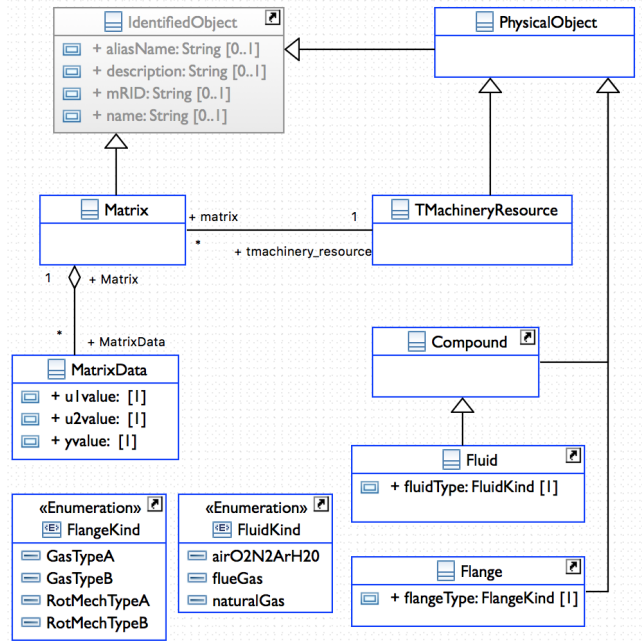 IdentifiedObject
+ aliasName: String [0..1]
+ description: String [0..1]
+ mRID: String [0..1]
+ name: String [0..1]
PhysicalObject
Matrix
+ matrix
1
TMachineryResource
*
+ tmachinery_resource
1
+ Matrix
*
+ MatrixData
MatrixData
+ u1value: [1]
+ u2value: [1]
+ yvalue: [1]
Compound
Fluid
+ fluidType: FluidKind [1]
«Enumeration»
<E> FlangeKind
GasTypeA
GasTypeB
RotMechTypeA
RotMechTypeB
«Enumeration»
<E> FluidKind
airO2N2ArH20
flueGas
naturalGas
Flange
+ flangeType: FlangeKind [1]